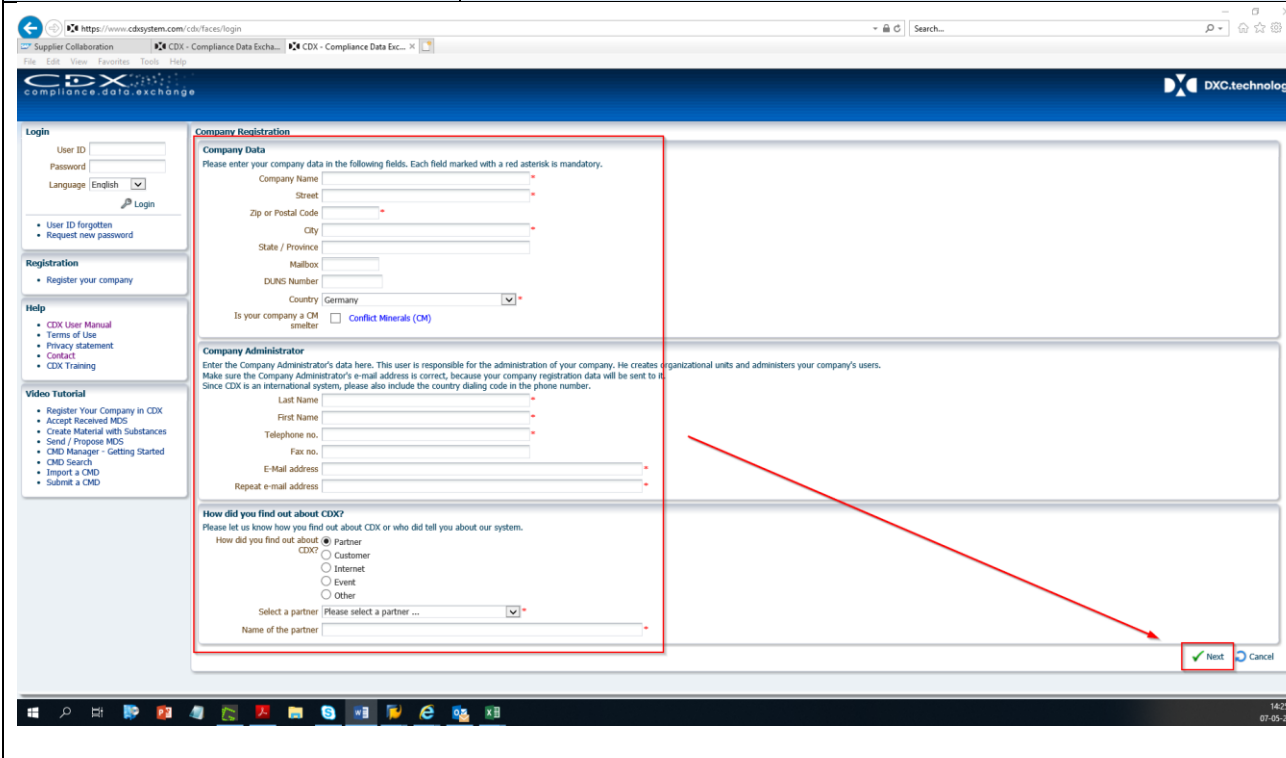 https://www.cdxsystem.com/cdx/faces/login
Search...
Supplier Collaboration
CDX - Compliance Data Excha...
CDX - Compliance Data Exc...
File Edit View Favorites Tools Help
CDX
compliance.data.exchange
DXC.technolog
Login
User ID
Password
Language English
Login
User ID forgotten
Request new password
Registration
Register your company
Help
CDX User Manual
Terms of Use
Privacy statement
Contact
CDX Training
Video Tutorial
Register Your Company in CDX
Accept Received MDS
Create Material with Substances
Send / Propose MDS
CMD Manager - Getting Started
CMD Search
Import a CMD
Submit a CMD
Company Registration
Company Data
Please enter your company data in the following fields. Each field marked with a red asterisk is mandatory.
Company Name *
Street *
Zip or Postal Code *
City *
State / Province
Mailbox
DUNS Number
Country Germany *
Is your company a CM
smelter
Conflict Minerals (CM)
Company Administrator
Enter the Company Administrator's data here. This user is responsible for the administration of your company. He creates organizational units and administers your company's users.
Make sure the Company Administrator's e-mail address is correct, because your company registration data will be sent to it.
Since CDX is an international system, please also include the country dialing code in the phone number.
Last Name *
First Name *
Telephone no. *
Fax no.
E-Mail address *
Repeat e-mail address *
How did you find out about CDX?
Please let us know how you find out about CDX or who did tell you about our system.
How did you find out about
CDX?
Partner
Customer
Internet
Event
Other
Select a partner Please select a partner ... *
Name of the partner *
Next Cancel
14:25
07-05-2